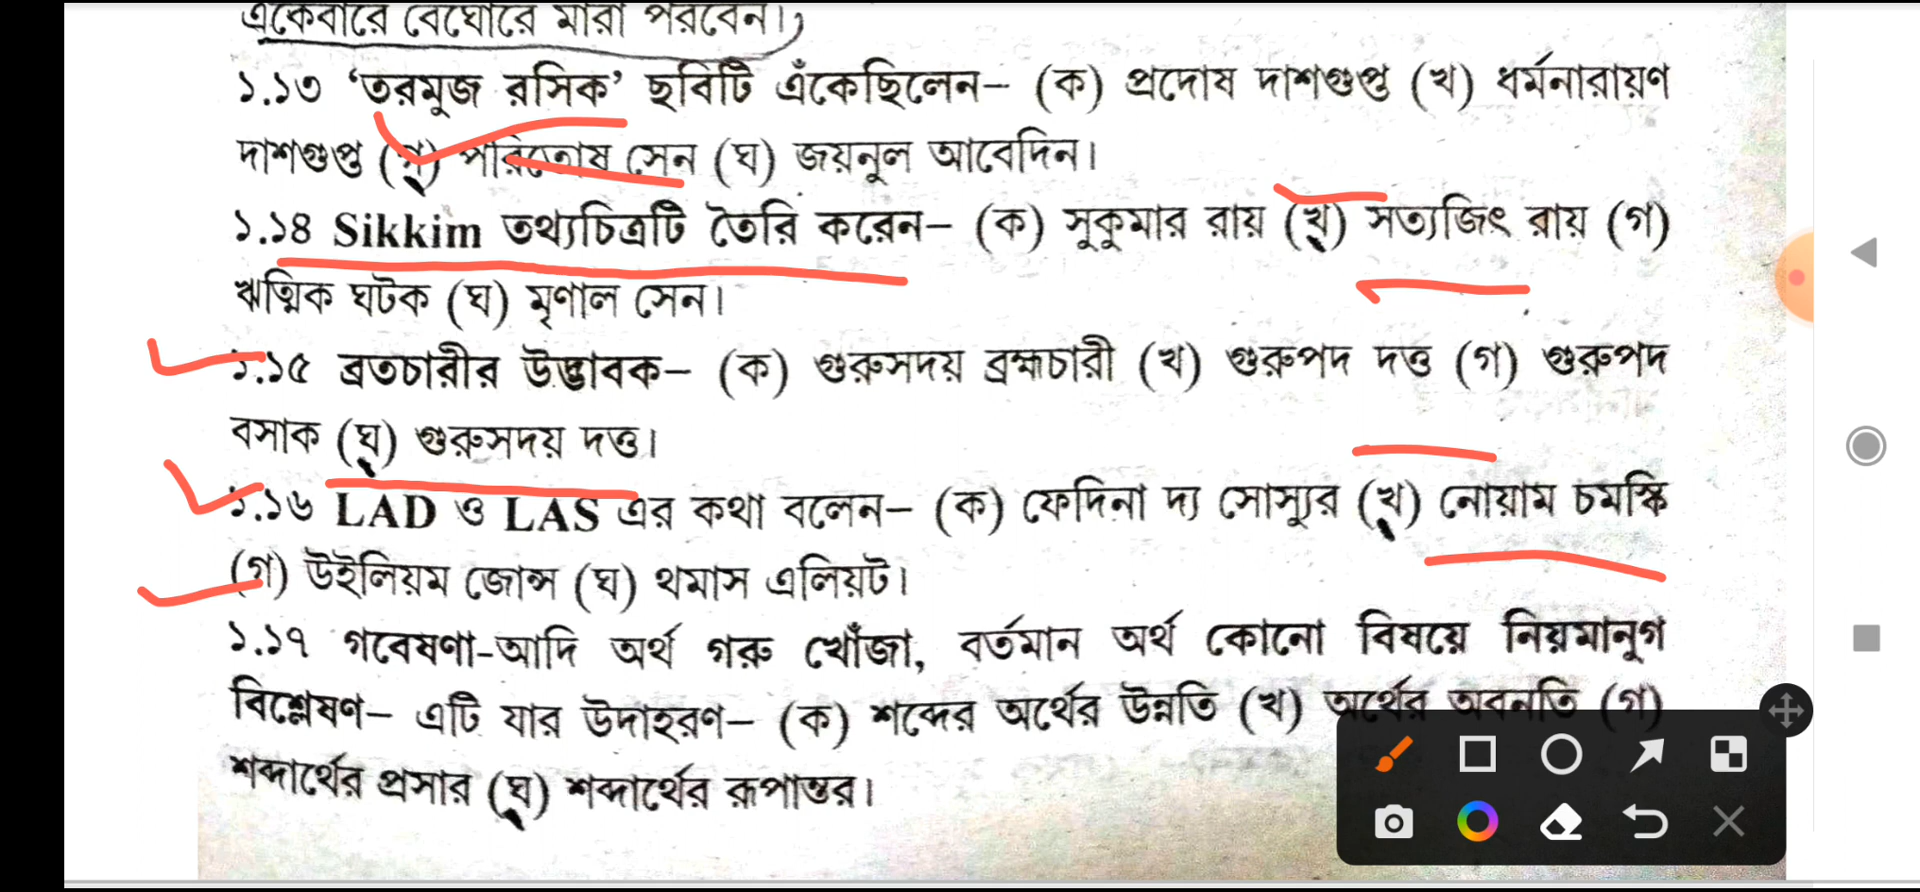 একেবারে বেঘোরে মারা পরবেন।,
১.১৩ ‘তরমুজ রসিক’ ছবিটি এঁকেছিলেন– (ক) প্রদোষ দাশগুপ্ত (খ) ধর্মনারায়ণ
দাশগুপ্ত (গ) পরিতোষ সেন (ঘ) জয়নুল আবেদিন।
১.১৪ Sikkim তথ্যচিত্রটি তৈরি করেন– (ক) সুকুমার রায় (খ) সত্যজিৎ রায় (গ)
ঋত্বিক ঘটক (ঘ) মৃণাল সেন।
১.১৫ ব্রতচারীর উদ্ভাবক– (ক) গুরুসদয় ব্রহ্মচারী (খ) গুরুপদ দত্ত (গ) গুরুপদ
বসাক (ঘ) গুরুসদয় দত্ত।
১.১৬ LAD ও LAS এর কথা বলেন– (ক) ফেদিনা দ্য সোস্যুর (খ) নোয়াম চমস্কি
(গ) উইলিয়ম জোন্স (ঘ) থমাস এলিয়ট।
১.১৭ গবেষণা-আদি অর্থ গরু খোঁজা, বর্তমান অর্থ কোনো বিষয়ে নিয়মানুগ
বিশ্লেষণ– এটি যার উদাহরণ– (ক) শব্দের অর্থের উন্নতি (খ) অর্থের অবনতি (গ)
শব্দার্থের প্রসার (ঘ) শব্দার্থের রূপান্তর।